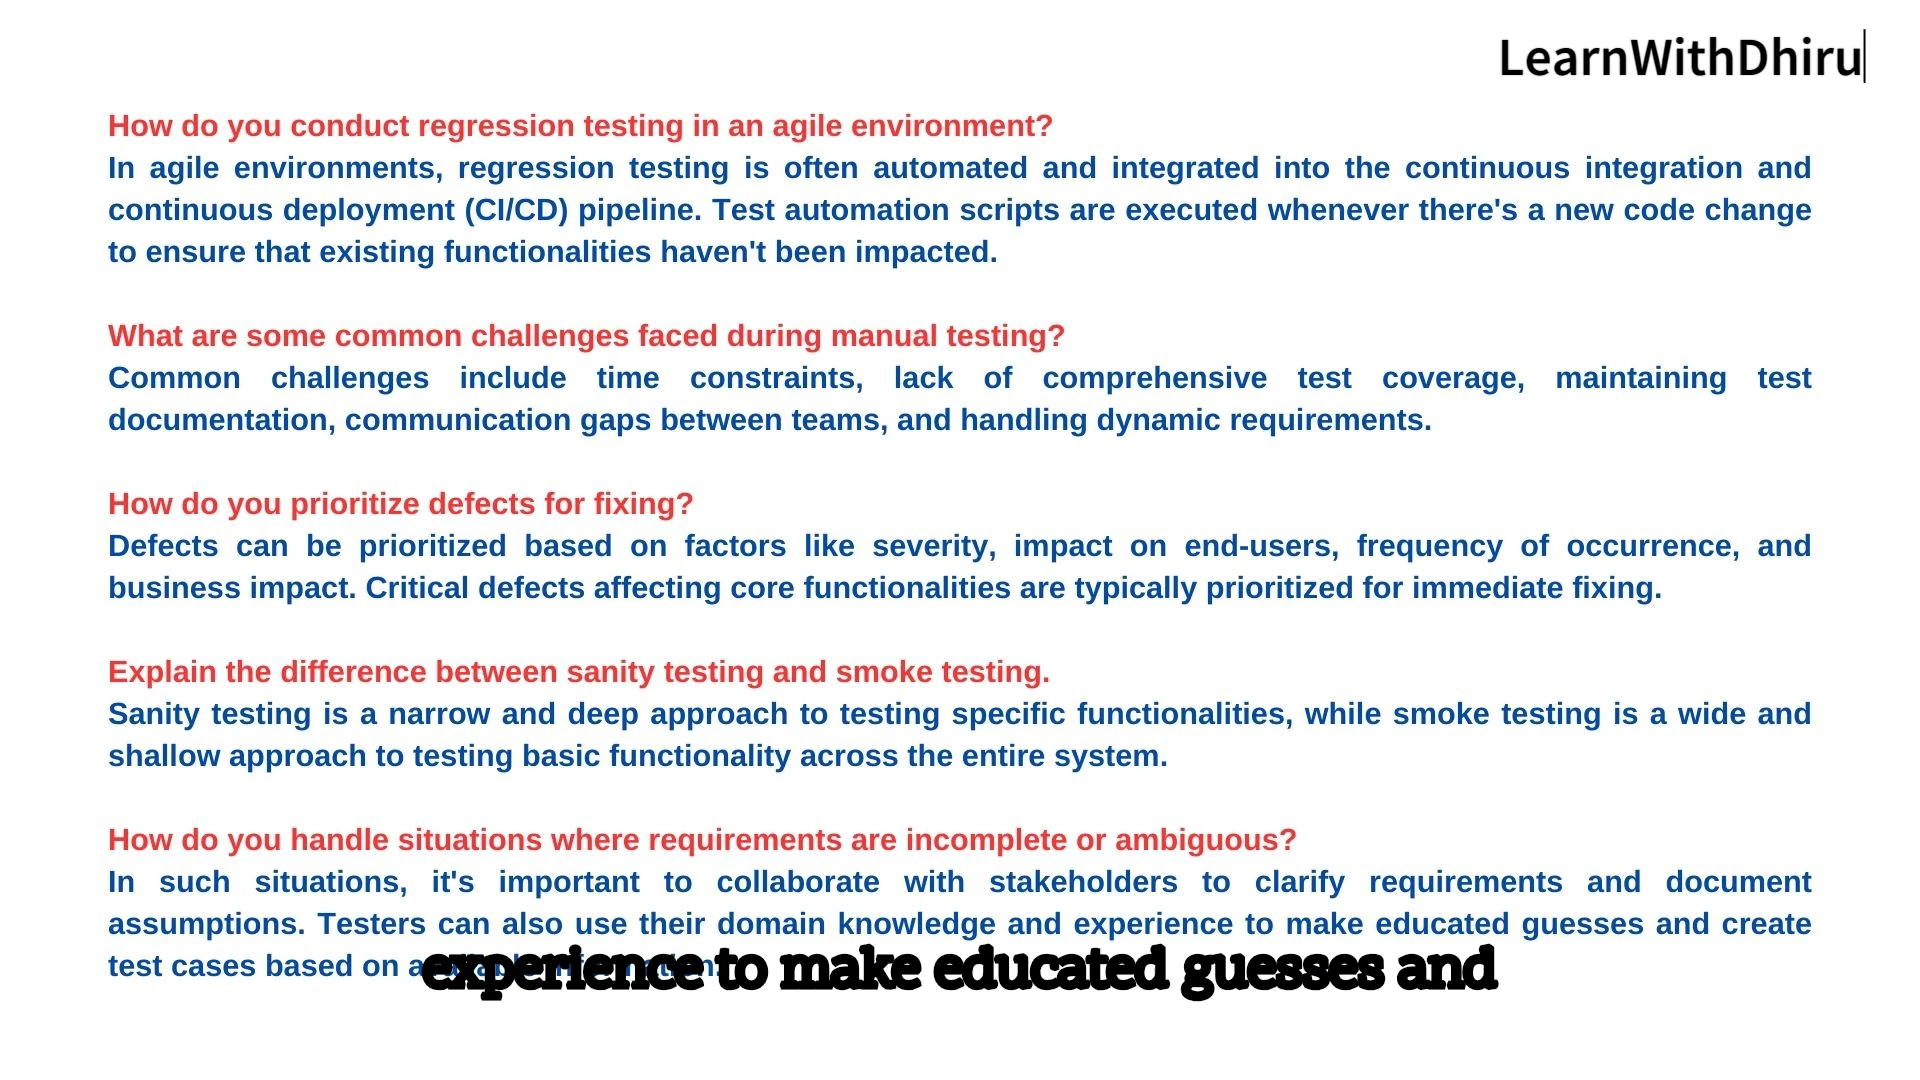 LearnWithDhiru
How do you conduct regression testing in an agile environment?
In agile environments, regression testing is often automated and integrated into the continuous integration and
continuous deployment (CI/CD) pipeline. Test automation scripts are executed whenever there's a new code change
to ensure that existing functionalities haven't been impacted.
What are some common challenges faced during manual testing?
Common challenges include time constraints, lack of comprehensive test coverage, maintaining test
documentation, communication gaps between teams, and handling dynamic requirements.
How do you prioritize defects for fixing?
Defects can be prioritized based on factors like severity, impact on end-users, frequency of occurrence, and
business impact. Critical defects affecting core functionalities are typically prioritized for immediate fixing.
Explain the difference between sanity testing and smoke testing.
Sanity testing is a narrow and deep approach to testing specific functionalities, while smoke testing is a wide and
shallow approach to testing basic functionality across the entire system.
How do you handle situations where requirements are incomplete or ambiguous?
In such situations, it's important to collaborate with stakeholders to clarify requirements and document
assumptions. Testers can also use their domain knowledge and experience to make educated guesses and create
test cases based on
experience to make educated guesses and